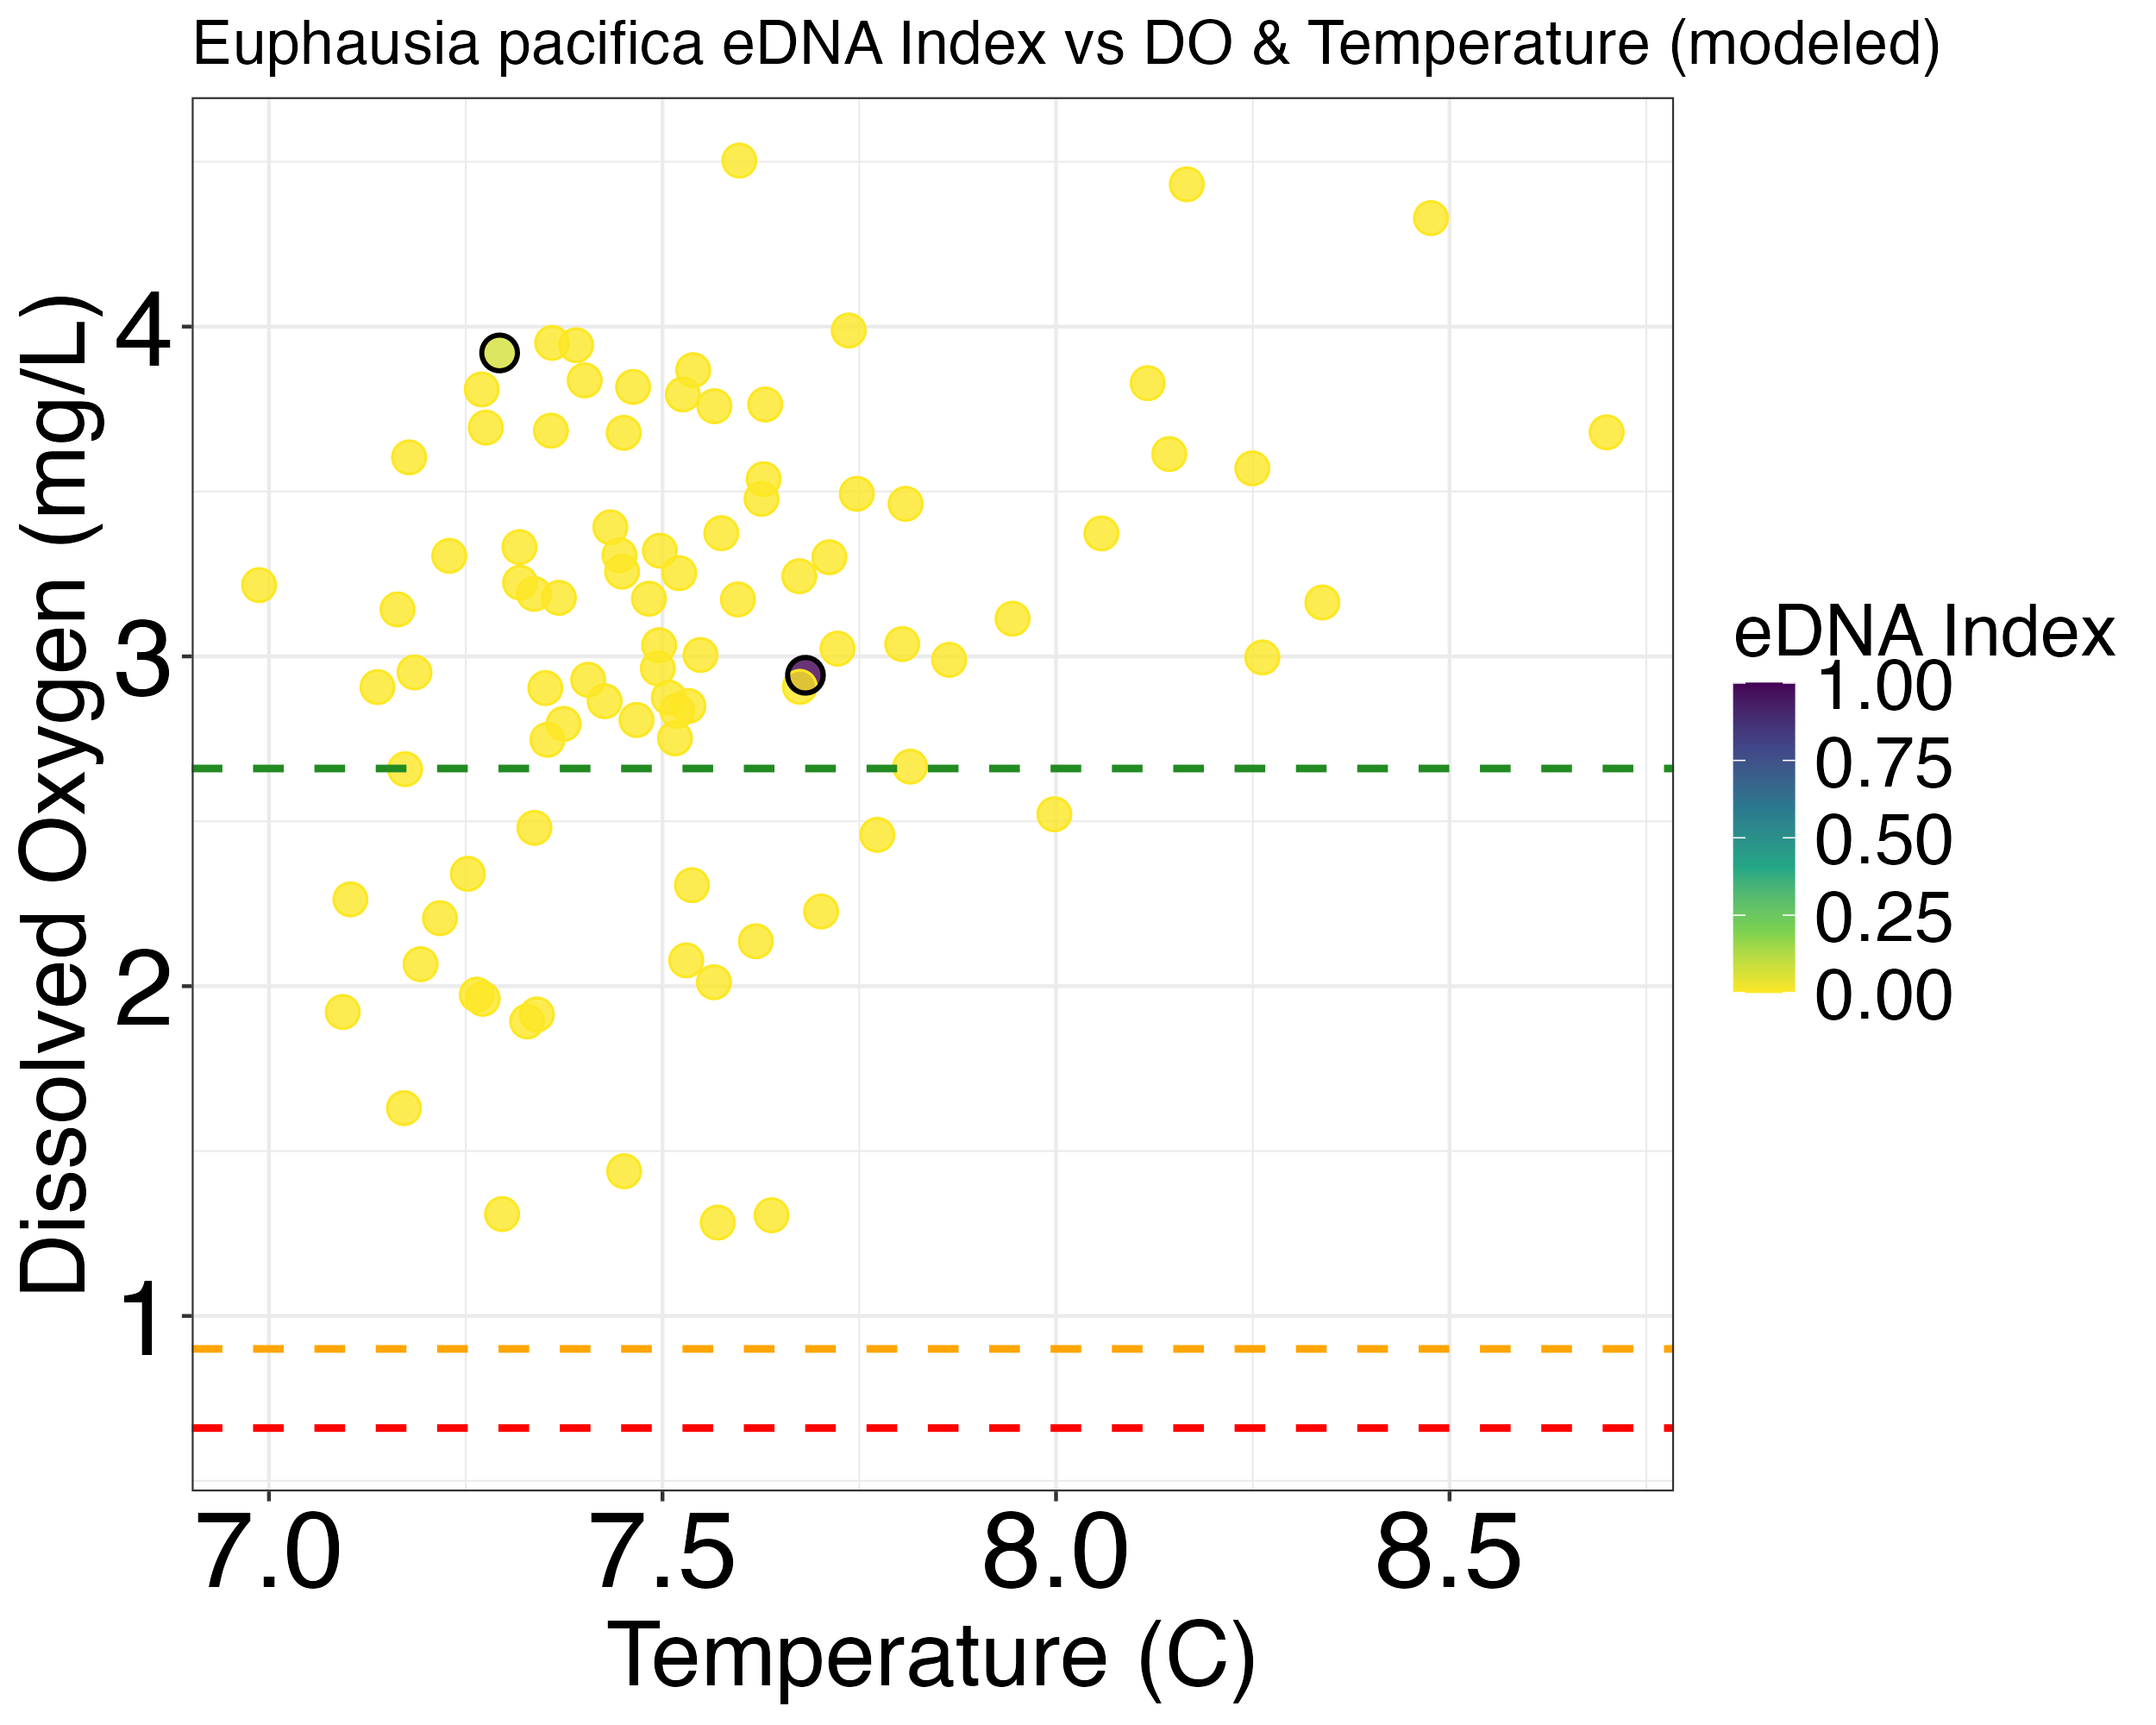 Euphausia pacifica eDNA Index vs DO & Temperature (modeled)
Dissolved Oxygen (mg/L)
4
3
2
1
7.0 7.5 8.0 8.5
Temperature (C)
eDNA Index
1.00
0.75
0.50
0.25
0.00